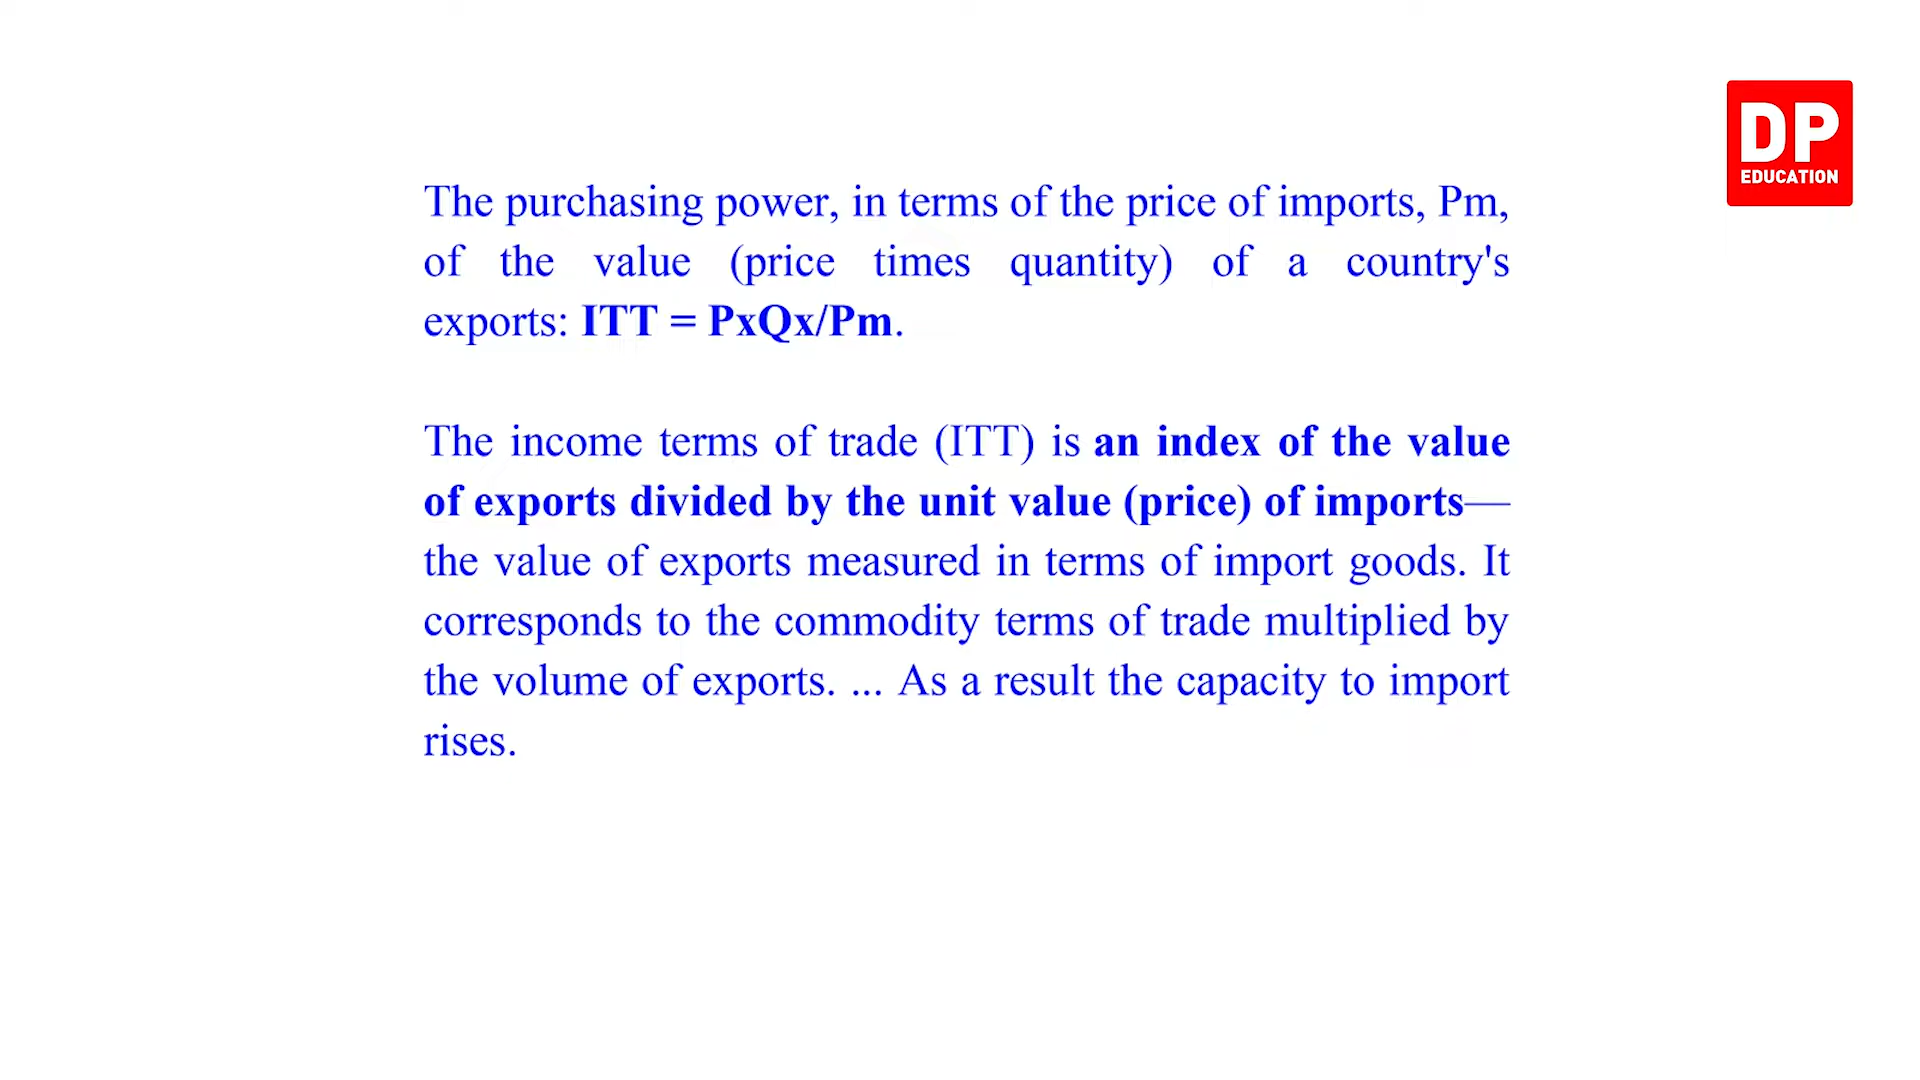 DP
EDUCATION
The purchasing power, in terms of the price of imports, Pm,
of the value (price times quantity) of a country's
exports: ITT = PxQx/Pm.
The income terms of trade (ITT) is an index of the value
of exports divided by the unit value (price) of imports—
the value of exports measured in terms of import goods. It
corresponds to the commodity terms of trade multiplied by
the volume of exports. ... As a result the capacity to import
rises.